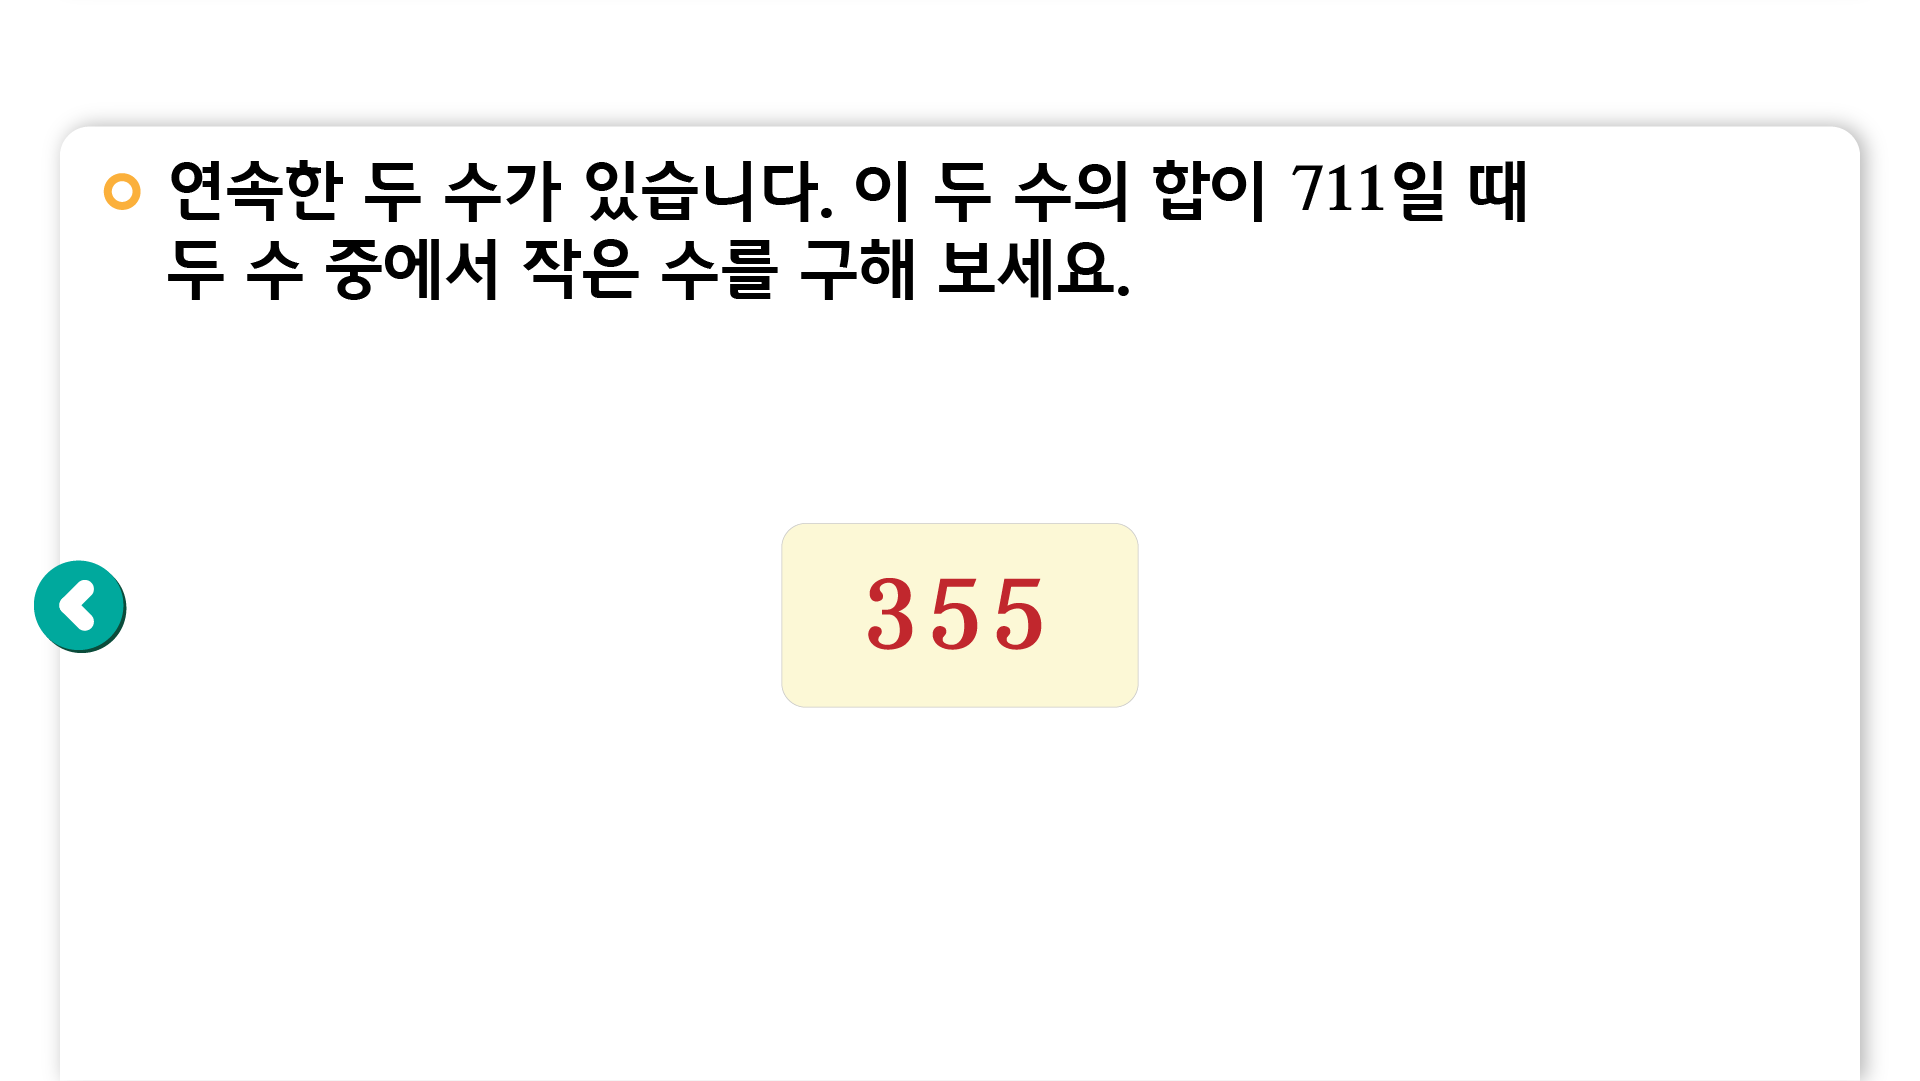 연속한 두 수가 있습니다. 이 두 수의 합이 711일 때
두 수 중에서 작은 수를 구해 보세요.
355